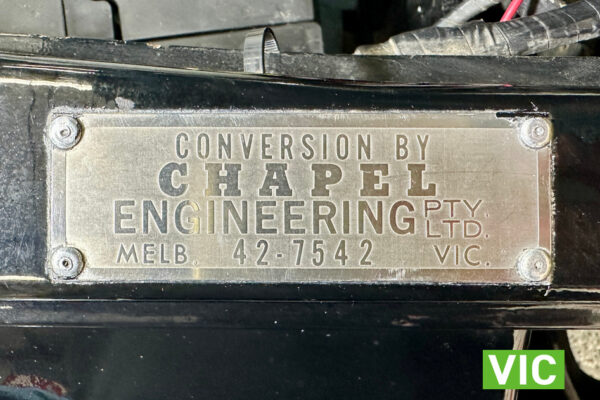 CONVERSION BY
CHAPEL
ENGINEERING PTY. LTD.
MELB. 42-7542 VIC.
VIC